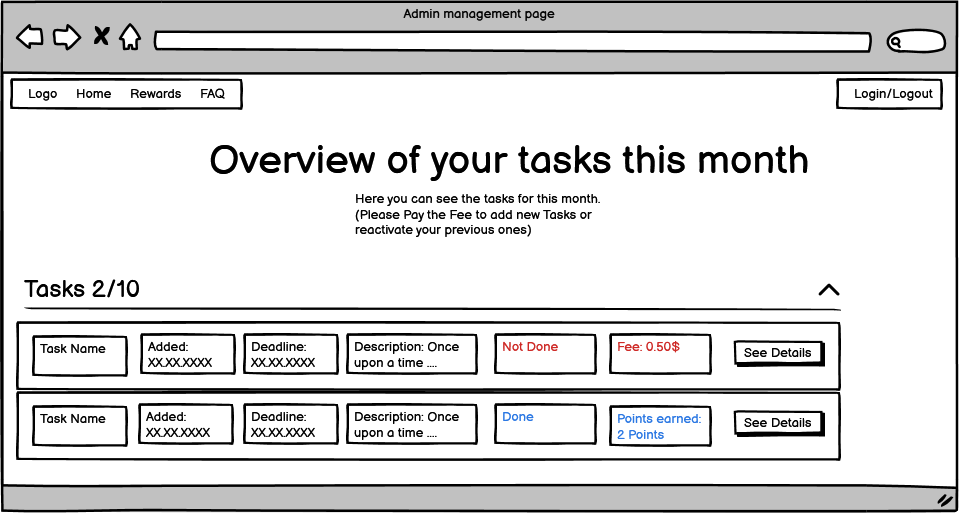 Admin management page
Logo Home Rewards FAQ
Login/Logout
Overview of your tasks this month
Here you can see the tasks for this month.
(Please Pay the Fee to add new Tasks or
reactivate your previous ones)
Tasks 2/10
Task Name
Added:
XX.XX.XXXX
Deadline:
XX.XX.XXXX
Description: Once
upon a time ....
Not Done
Fee: 0.50$
See Details
Task Name
Added:
XX.XX.XXXX
Deadline:
XX.XX.XXXX
Description: Once
upon a time ....
Done
Points earned:
2 Points
See Details